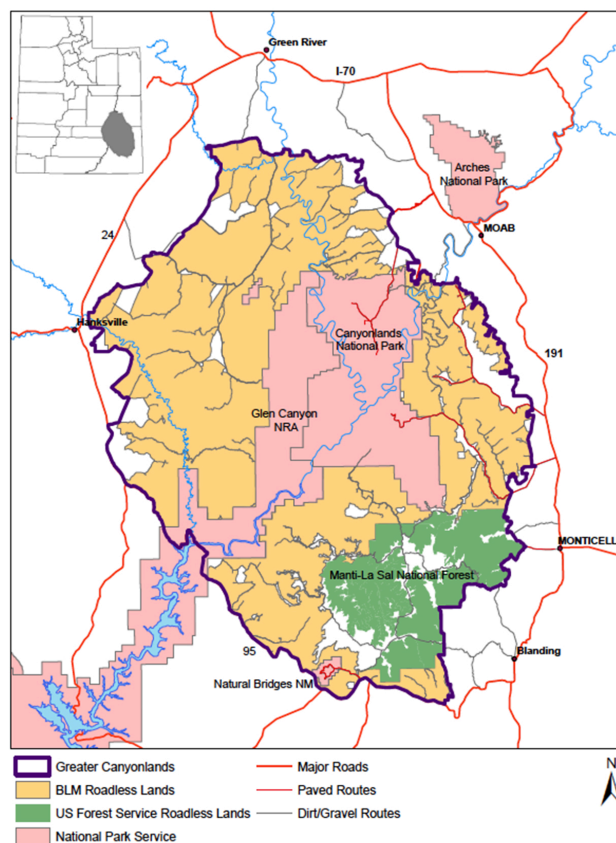 Green River
I-70
Arches
National Park
MOAB
24
Hanksville
Canyonlands
National Park
191
Glen Canyon
NRA
MONTICELL
Manti-La Sal National Forest
95
Blanding
Natural Bridges NM
Greater Canyonlands
Major Roads
N
BLM Roadless Lands
Paved Routes
US Forest Service Roadless Lands
Dirt/Gravel Routes
National Park Service